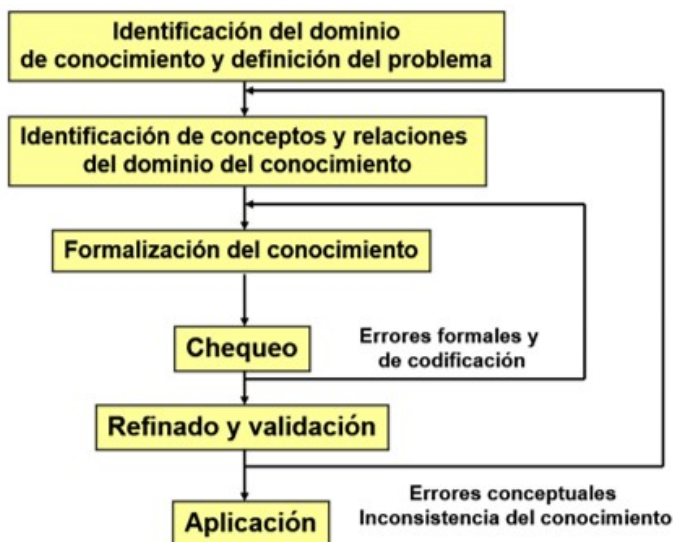 Identificación del dominio
de conocimiento y definición del problema
Identificación de conceptos y relaciones
del dominio del conocimiento
Formalización del conocimiento
Chequeo
Errores formales y
de codificación
Refinado y validación
Errores conceptuales
Inconsistencia del conocimiento
Aplicación